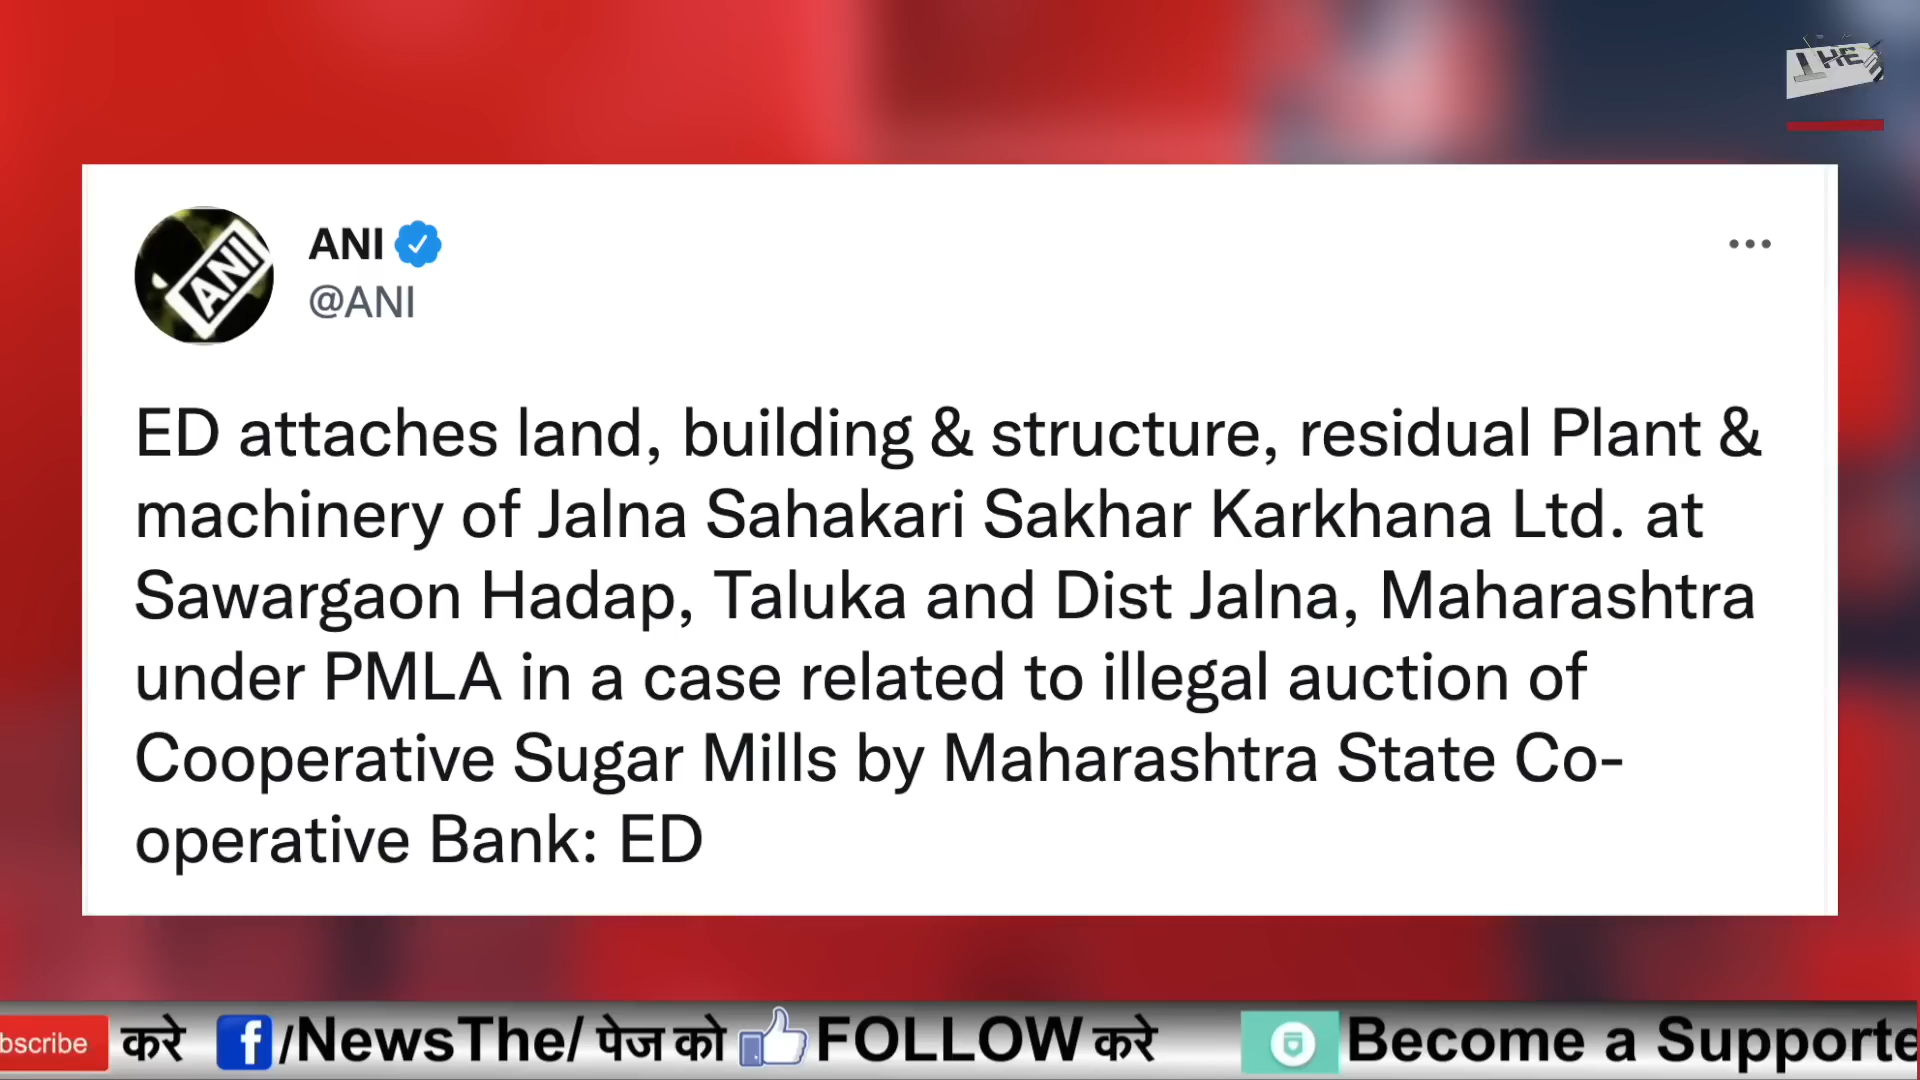 THE
ANI
ANI
@ANI
ED attaches land, building & structure, residual Plant &
machinery of Jalna Sahakari Sakhar Karkhana Ltd. at
Sawargaon Hadap, Taluka and Dist Jalna, Maharashtra
under PMLA in a case related to illegal auction of
Cooperative Sugar Mills by Maharashtra State Co-
operative Bank: ED
bscribe करे f/NewsThe/ पेज को FOLLOW करे Become a Supporte